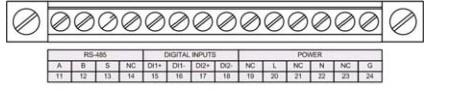 RS-485 DIGITAL INPUTS POWER
A B S NC DI1+ DI1- DI2+ DI2- NC L NC N NC G
11 12 13 14 15 16 17 18 19 20 21 22 23 24